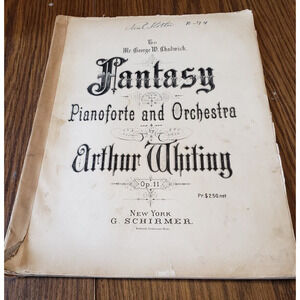 To
Mr. George W. Chadwick.
Fantasy
Pianoforte and Orchestra
by
Arthur Whiting
Op. 11
Pr. $2.50 net
NEW YORK
G. SCHIRMER.